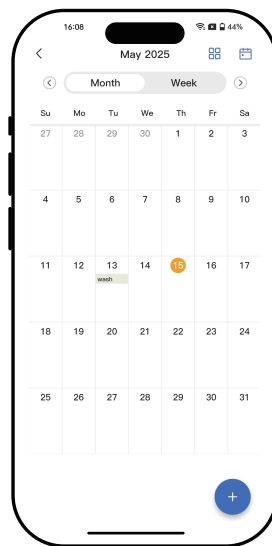 16:08 44%
May 2025
Month Week
Su Mo Tu We Th Fr Sa
27 28 29 30 1 2 3
4 5 6 7 8 9 10
11 12 13 14 15 16 17
wash
18 19 20 21 22 23 24
25 26 27 28 29 30 31
+